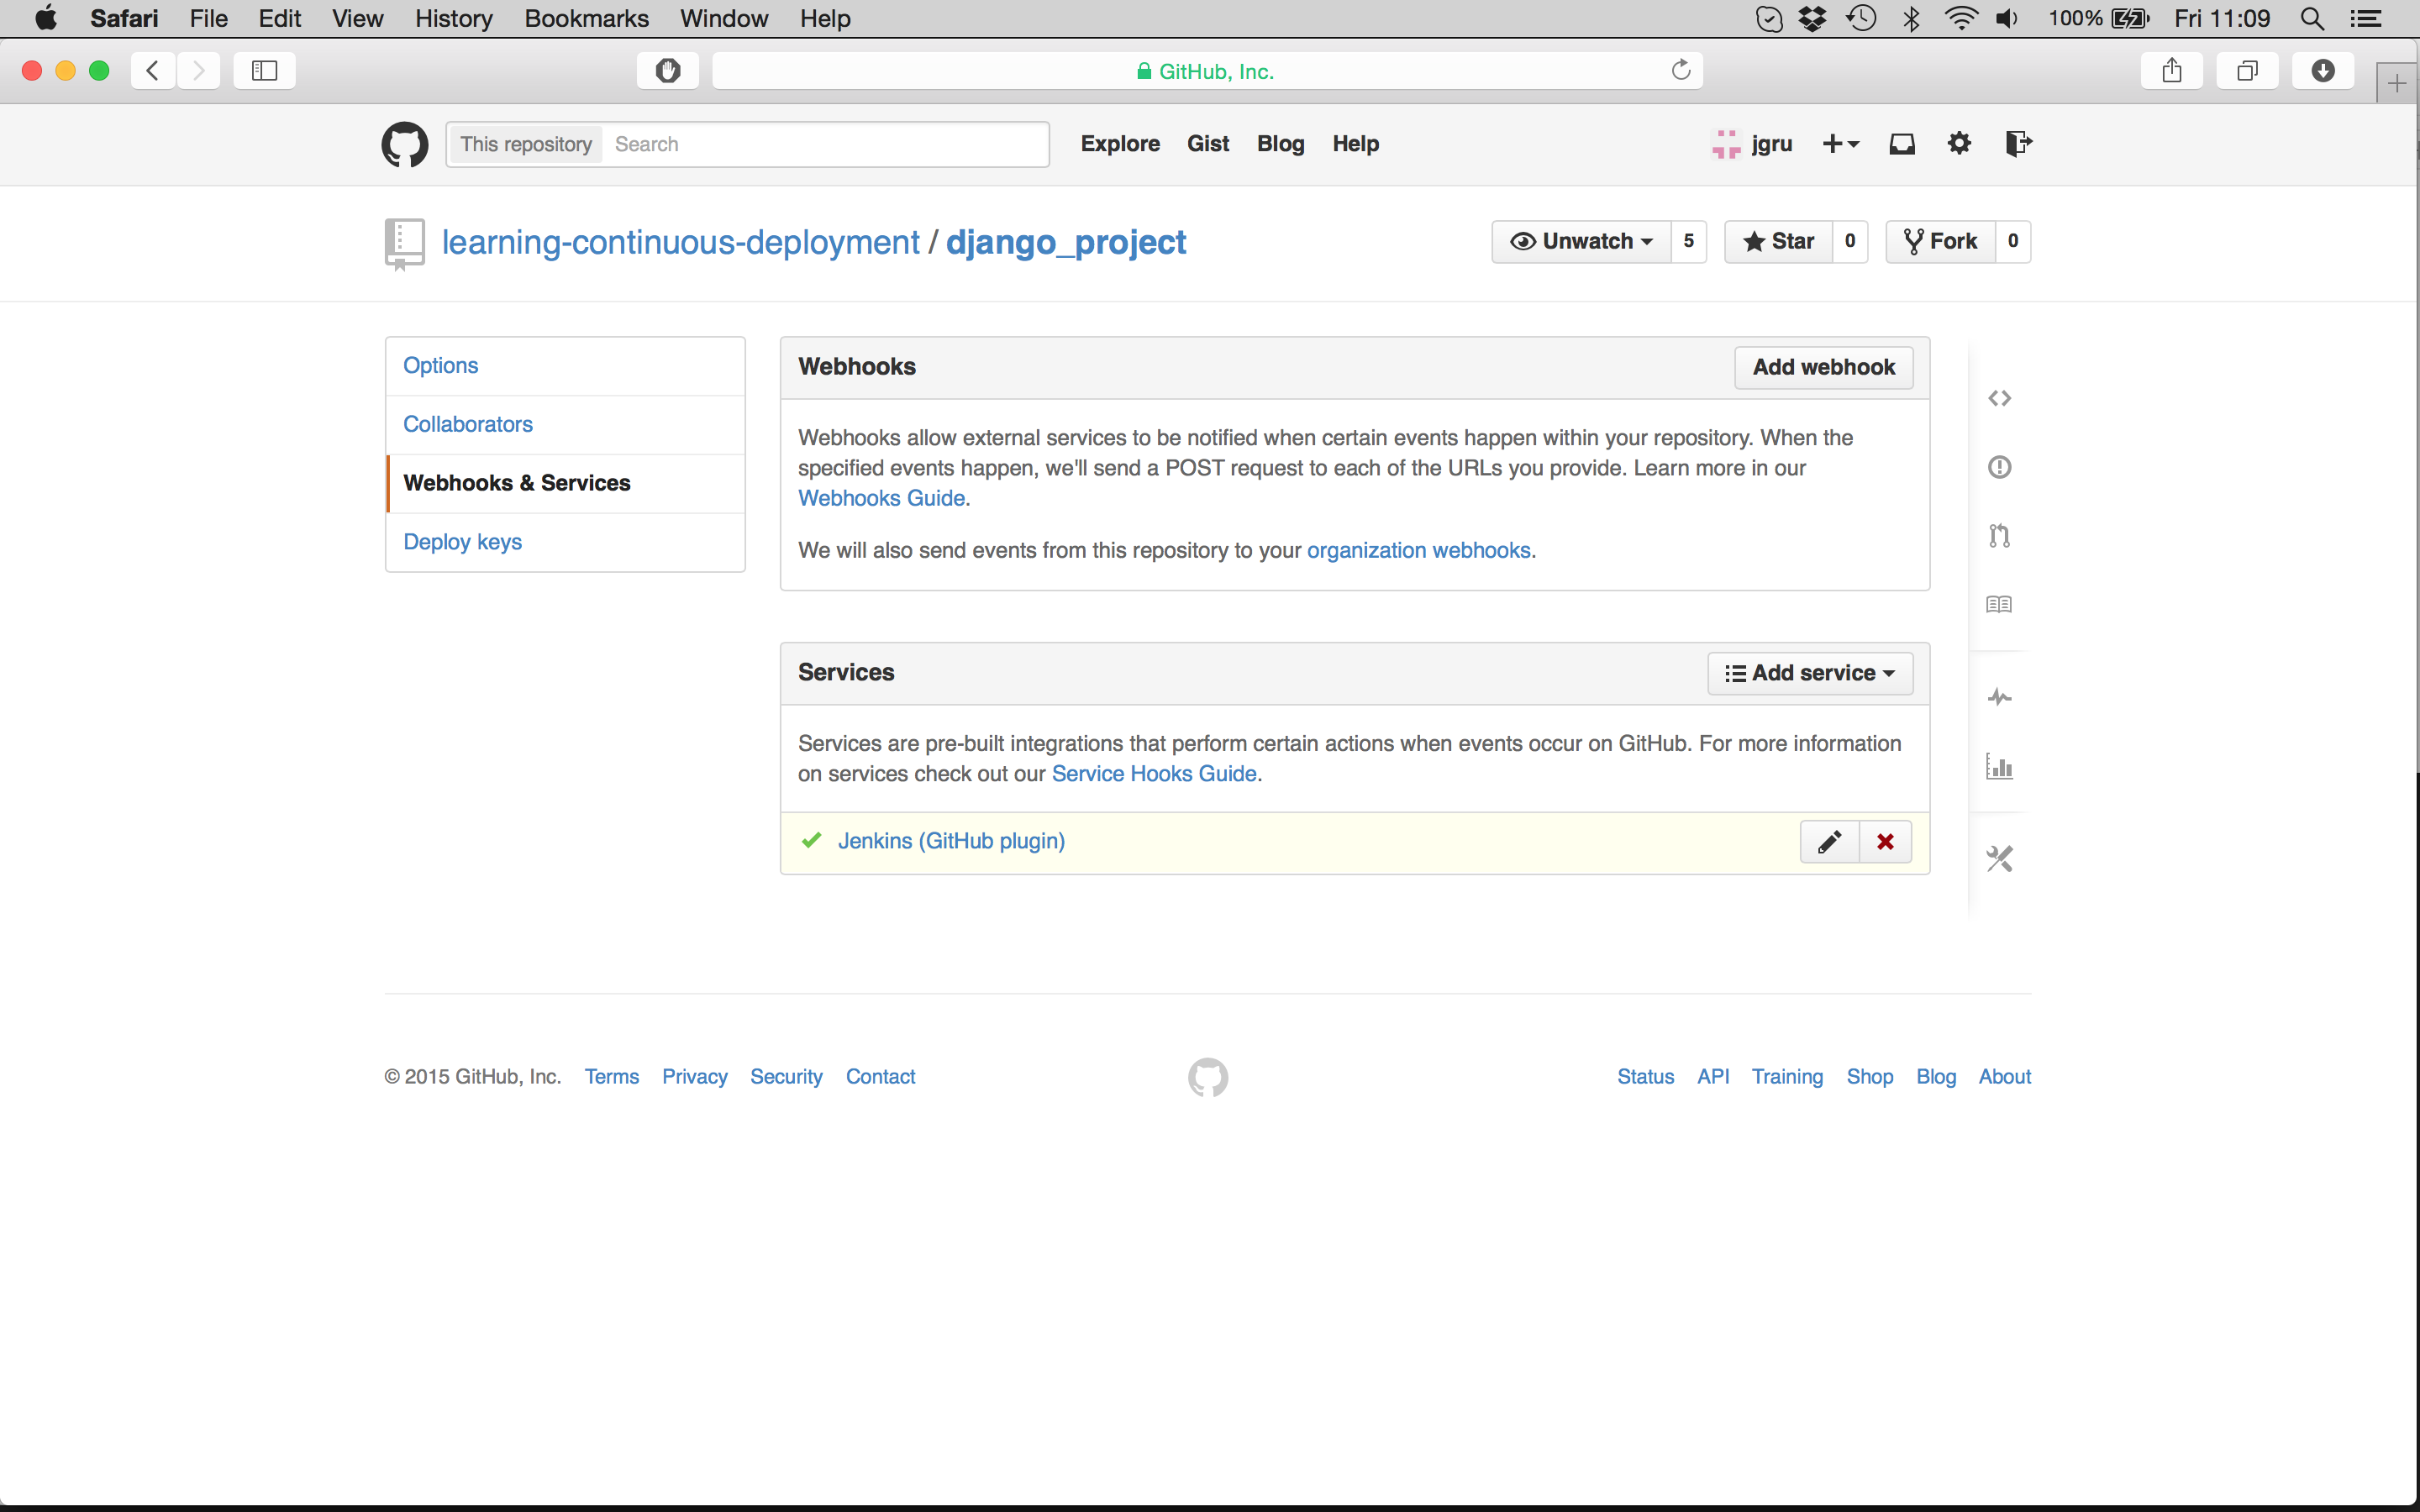 Safari File Edit View History Bookmarks Window Help 100% Fri 11:09
GitHub, Inc.
This repository Search Explore Gist Blog Help jgru
learning-continuous-deployment / django_project Unwatch 5 Star 0 Fork 0
Options
Collaborators
Webhooks & Services
Deploy keys
Webhooks Add webhook
Webhooks allow external services to be notified when certain events happen within your repository. When the
specified events happen, we'll send a POST request to each of the URLs you provide. Learn more in our
Webhooks Guide.
We will also send events from this repository to your organization webhooks.
Services Add service
Services are pre-built integrations that perform certain actions when events occur on GitHub. For more information
on services check out our Service Hooks Guide.
Jenkins (GitHub plugin)
© 2015 GitHub, Inc. Terms Privacy Security Contact Status API Training Shop Blog About